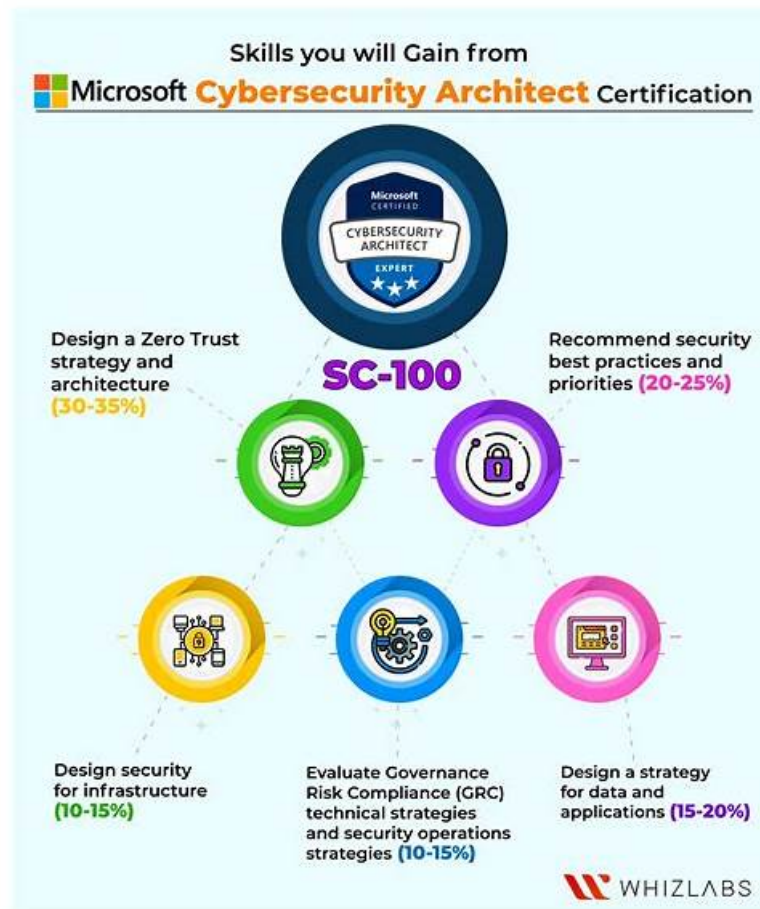 Skills you will Gain from
Microsoft Cybersecurity Architect Certification
Microsoft
CERTIFIED
CYBERSECURITY
ARCHITECT
EXPERT
SC-100
Design a Zero Trust
strategy and
architecture
(30-35%)
Recommend security
best practices and
priorities (20-25%)
Design security
for infrastructure
(10-15%)
Evaluate Governance
Risk Compliance (GRC)
technical strategies
and security operations
strategies (10-15%)
Design a strategy
for data and
applications (15-20%)
WHIZLABS